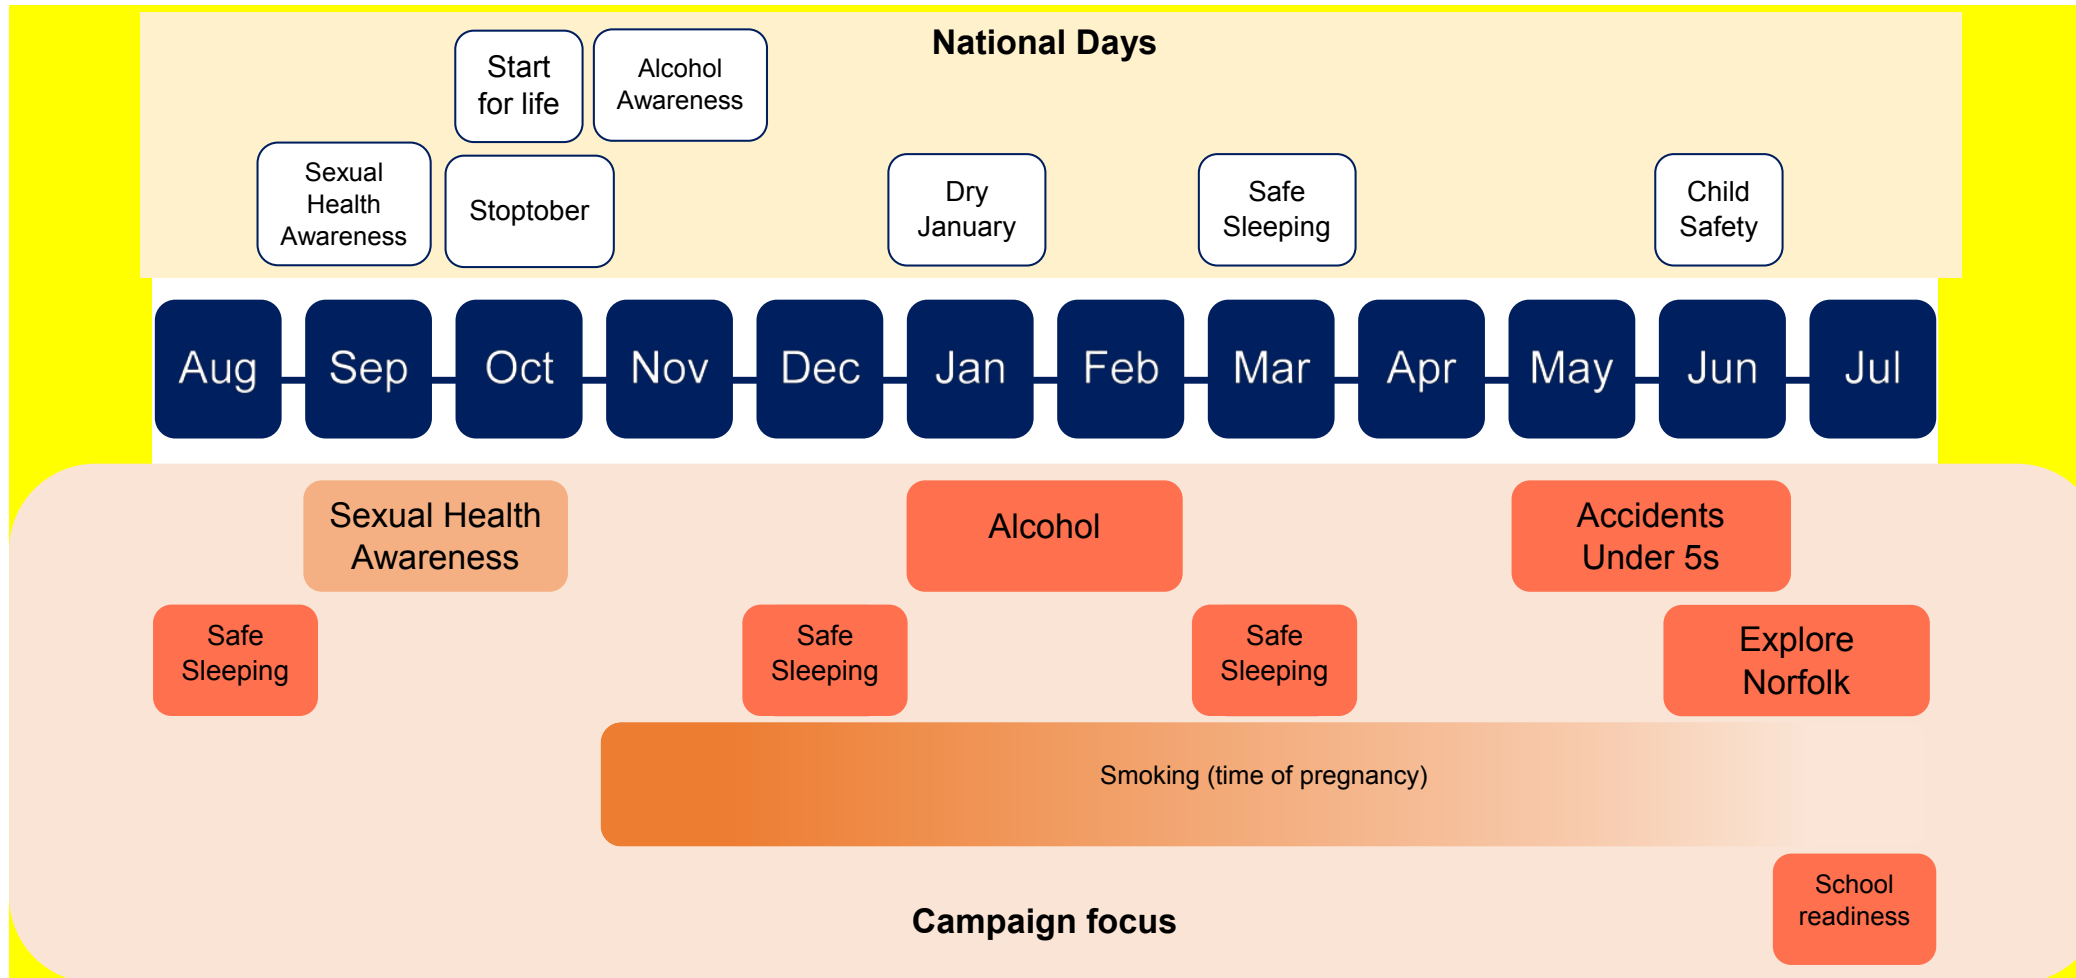 National Days
Start
for life
Alcohol
Awareness
Sexual
Health
Awareness
Stoptober
Dry
January
Safe
Sleeping
Child
Safety
Aug
Sep
Oct
Nov
Dec
Jan
Feb
Mar
Apr
May
Jun
Jul
Sexual Health
Awareness
Alcohol
Accidents
Under 5s
Safe
Sleeping
Safe
Sleeping
Safe
Sleeping
Explore
Norfolk
Smoking (time of pregnancy)
School
readiness
Campaign focus